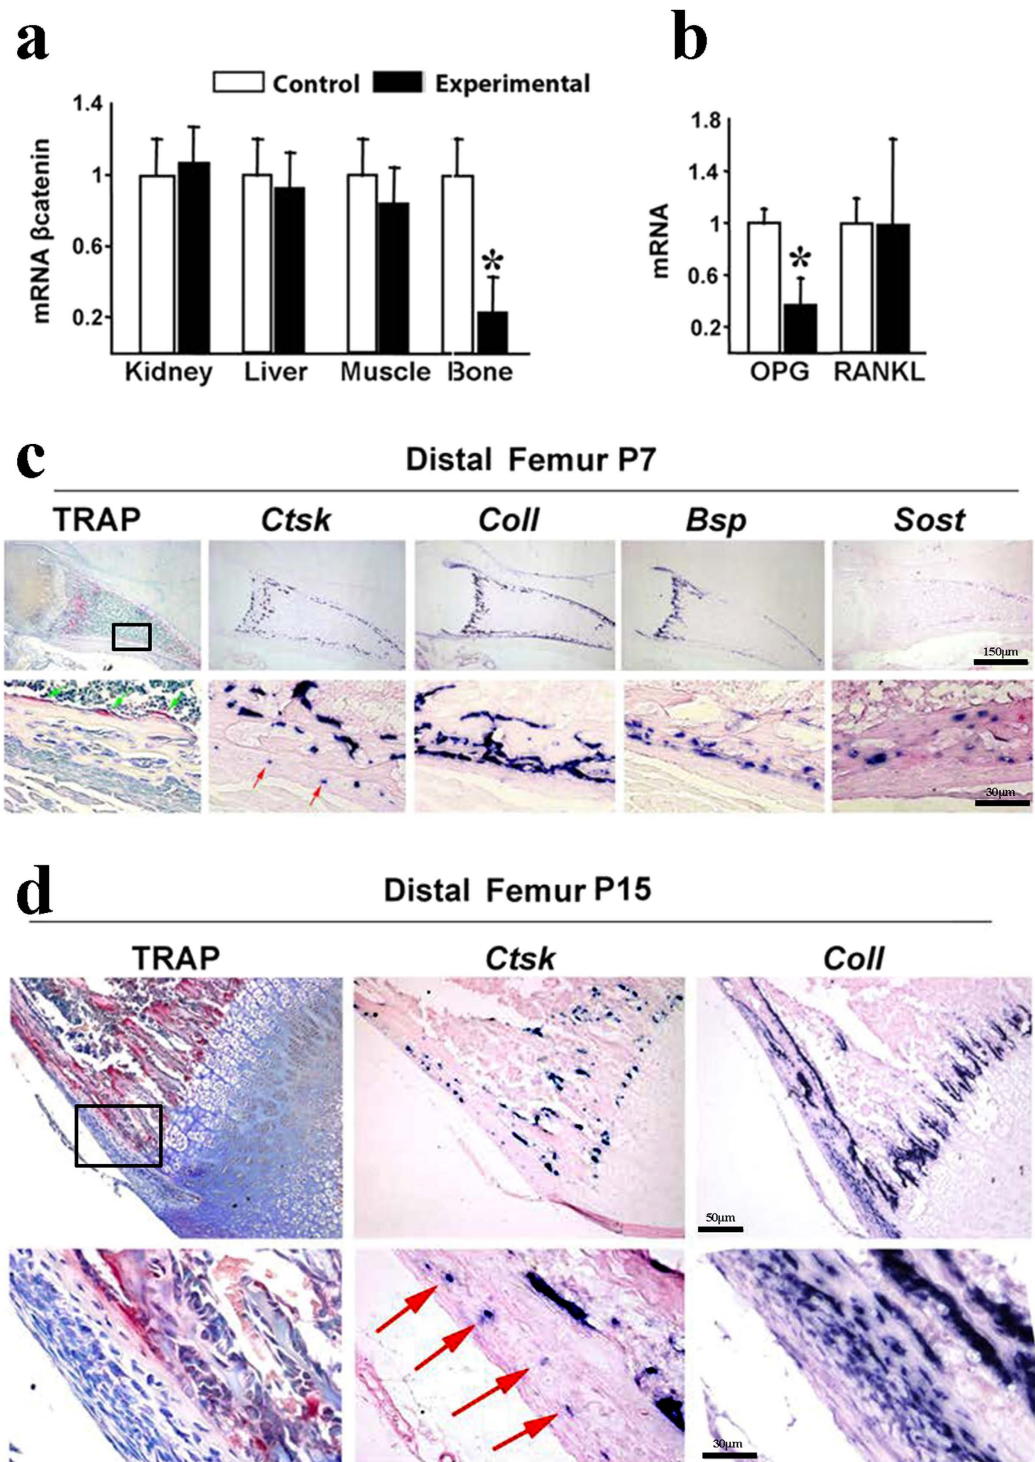 a
b
Control Experimental
mRNA βcatenin
1.4
1
0.6
0.2
Kidney Liver Muscle Bone
mRNA
1.8
1.4
1
0.6
0.2
*
*
OPG RANKL
c
Distal Femur P7
TRAP Ctsk Coll Bsp Sost
150μm
30μm
d
Distal Femur P15
TRAP Ctsk Coll
50μm
30μm